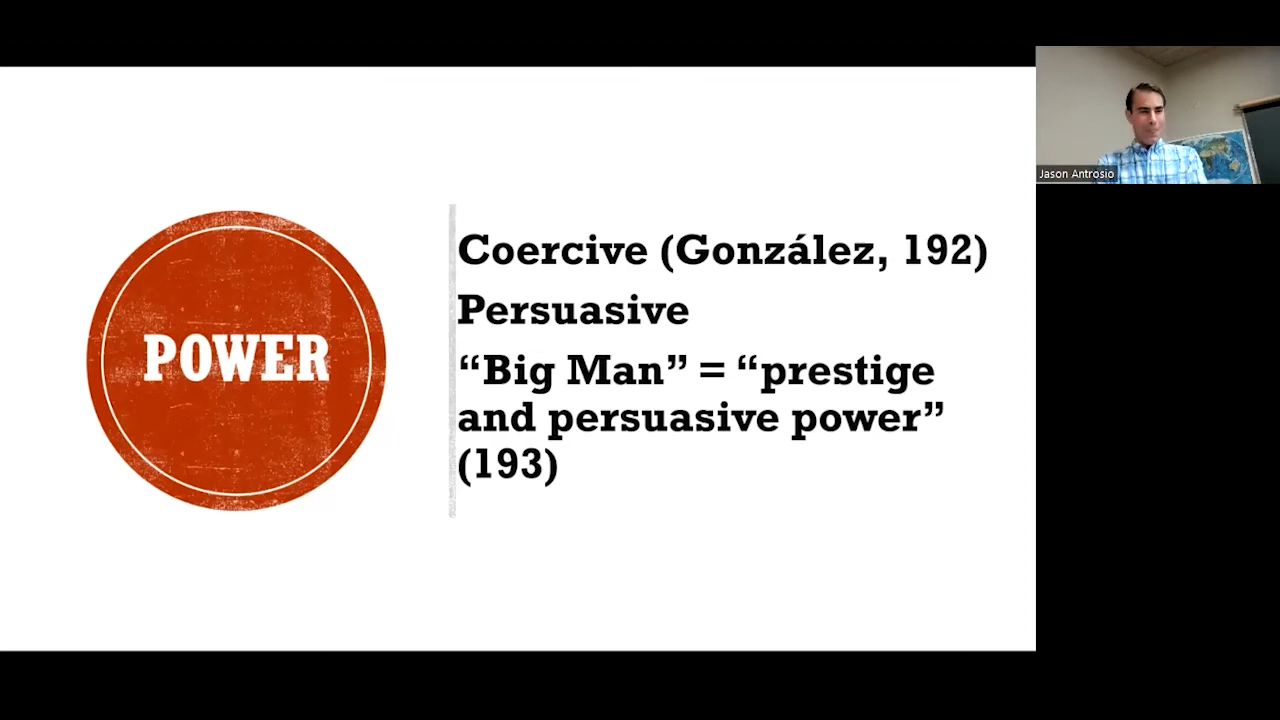 POWER
Coercive (González, 192)
Persuasive
“Big Man” = “prestige
and persuasive power”
(193)
Jason Antrosio